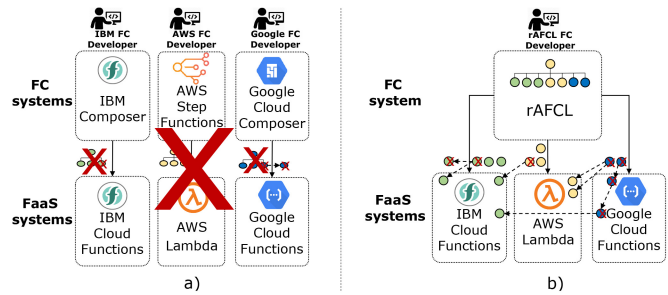 IBM FC
Developer
AWS FC
Developer
Google FC
Developer
FC
systems
IBM
Composer
AWS
Step
Functions
Google
Cloud
Composer
FaaS
systems
IBM
Cloud
Functions
AWS
Lambda
Google
Cloud
Functions
a)
rAFCL FC
Developer
FC
system
rAFCL
FaaS
systems
IBM
Cloud
Functions
AWS
Lambda
Google
Cloud
Functions
b)